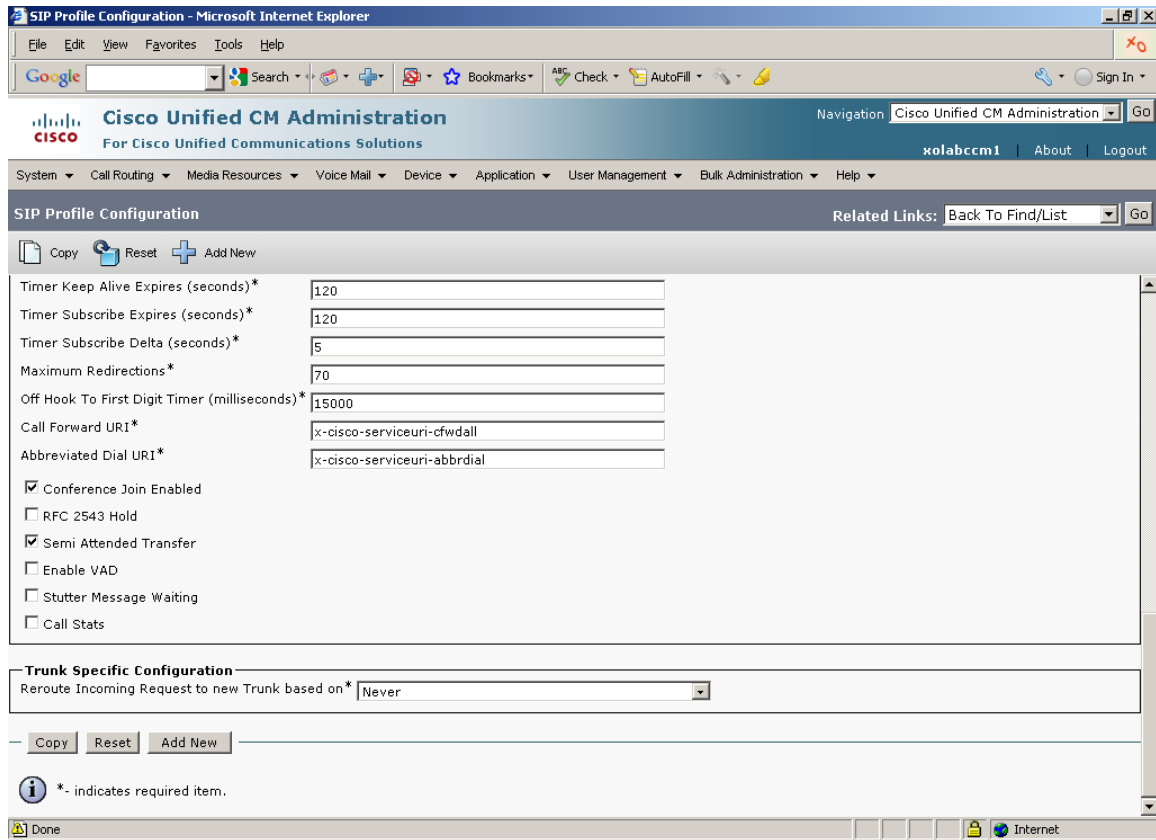 SIP Profile Configuration - Microsoft Internet Explorer
File Edit View Favorites Tools Help
Google Search Bookmarks Check AutoFill Sign In
CISCO
Cisco Unified CM Administration
For Cisco Unified Communications Solutions
Navigation Cisco Unified CM Administration Go
xolabccm1 | About | Logout
System Call Routing Media Resources Voice Mail Device Application User Management Bulk Administration Help
SIP Profile Configuration
Related Links: Back To Find/List Go
Copy Reset Add New
Timer Keep Alive Expires (seconds)* 120
Timer Subscribe Expires (seconds)* 120
Timer Subscribe Delta (seconds)* 5
Maximum Redirections* 70
Off Hook To First Digit Timer (milliseconds)* 15000
Call Forward URI* x-cisco-serviceuri-cfwdall
Abbreviated Dial URI* x-cisco-serviceuri-abbrdial
Conference Join Enabled
RFC 2543 Hold
Semi Attended Transfer
Enable VAD
Stutter Message Waiting
Call Stats
Trunk Specific Configuration
Reroute Incoming Request to new Trunk based on* Never
Copy Reset Add New
*- indicates required item.
Done Internet